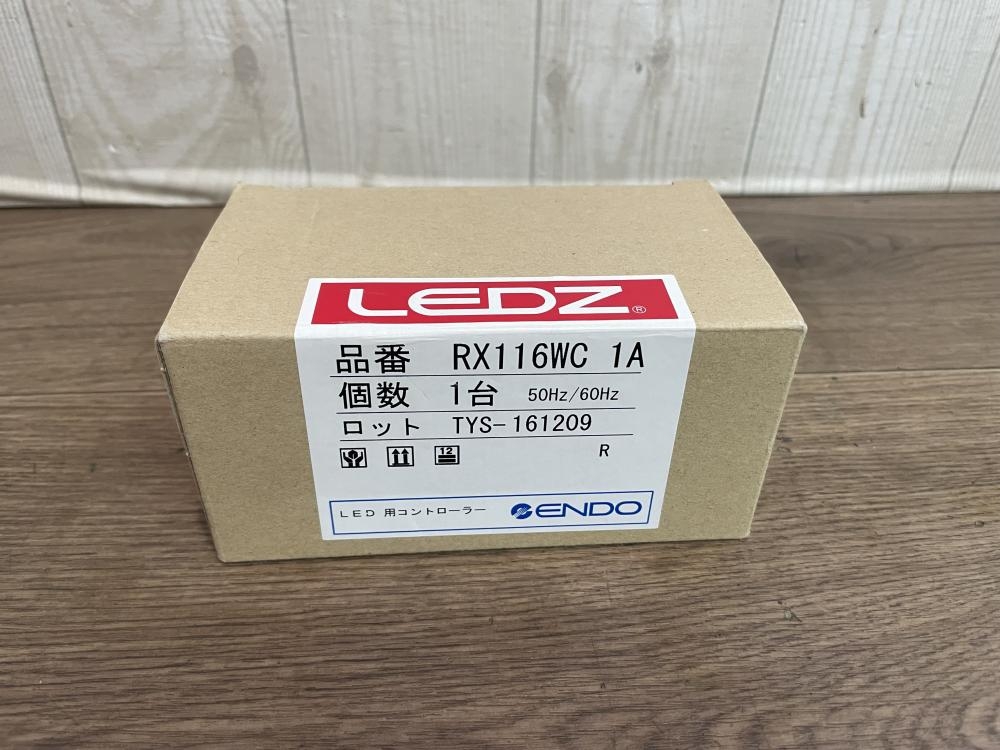 LEDZ®
品番 RX116WC 1A
個数 1台 50Hz/60Hz
ロット TYS-161209
12 R
LED 用コントローラー ENDO